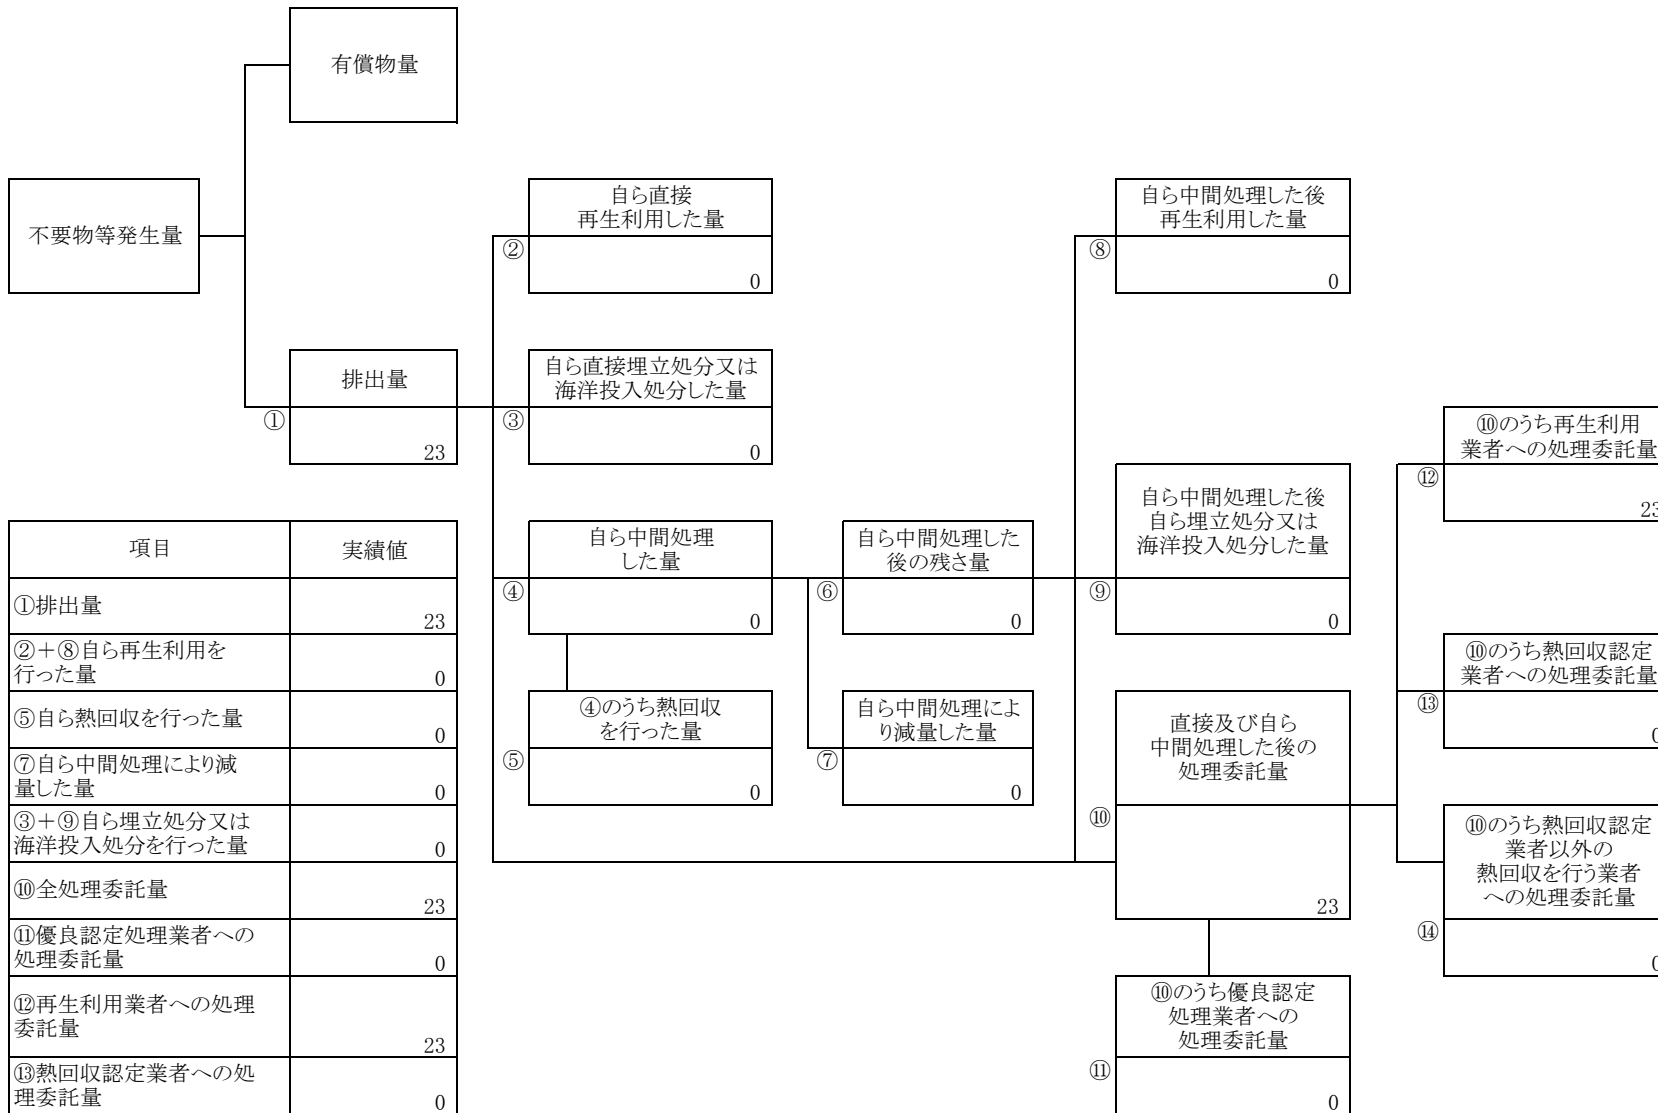 有償物量
不要物等発生量
自ら直接
再生利用した量
②
0
自ら中間処理した後
再生利用した量
⑧
0
排出量
①
23
自ら直接埋立処分又は
海洋投入処分した量
③
0
⑩のうち再生利用
業者への処理委託量
⑫
23
自ら中間処理した後
自ら埋立処分又は
海洋投入処分した量
⑨
0
自ら中間処理
した量
④
0
自ら中間処理した
後の残さ量
⑥
0
⑩のうち熱回収認定
業者への処理委託量
⑬
0
④のうち熱回収
を行った量
⑤
0
自ら中間処理によ
り減量した量
⑦
0
直接及び自ら
中間処理した後の
処理委託量
⑩
23
⑩のうち熱回収認定
業者以外の
熱回収を行う業者
への処理委託量
⑭
0
⑩のうち優良認定
処理業者への
処理委託量
⑪
0
項目 実績値
①排出量
23
②+⑧自ら再生利用を
行った量
0
⑤自ら熱回収を行った量
0
⑦自ら中間処理により減
量した量
0
③+⑨自ら埋立処分又は
海洋投入処分を行った量
0
⑩全処理委託量
23
⑪優良認定処理業者への
処理委託量
0
⑫再生利用業者への処理
委託量
23
⑬熱回収認定業者への処
理委託量
0